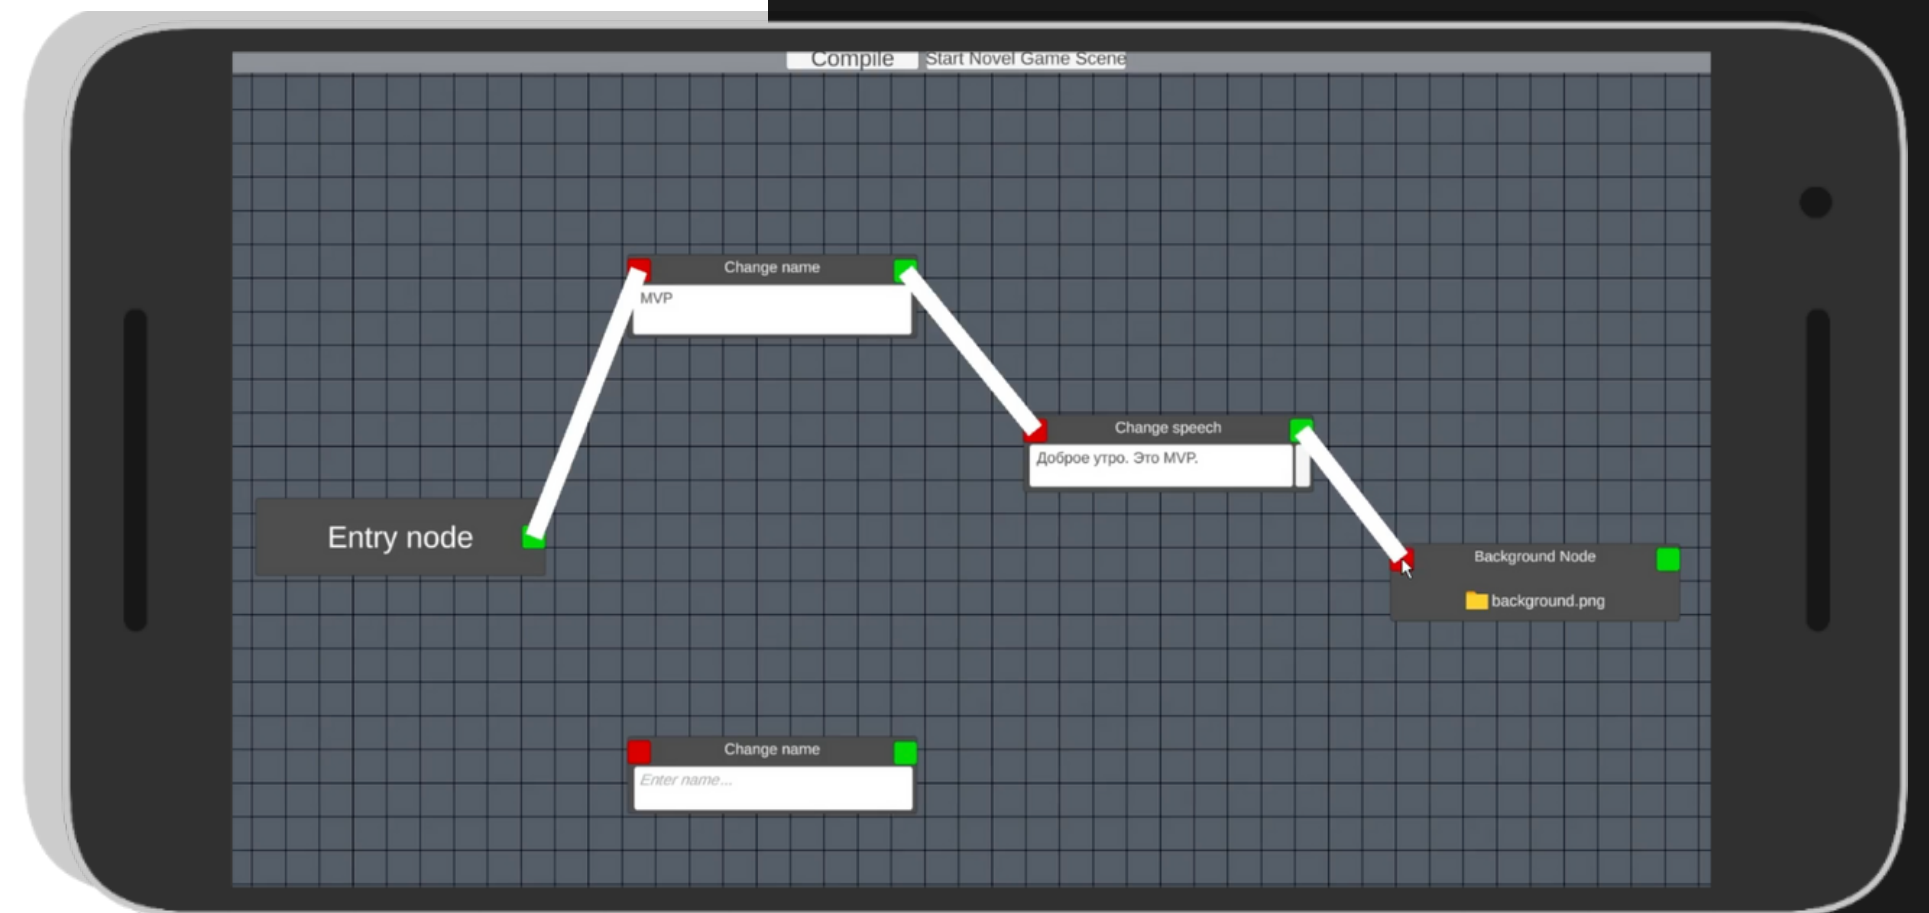 Compile
Start Novel Game Scene
Change name
MVP
Change speech
Доброе утро. Это MVP.
Entry node
Background Node
background.png
Change name
Enter name...